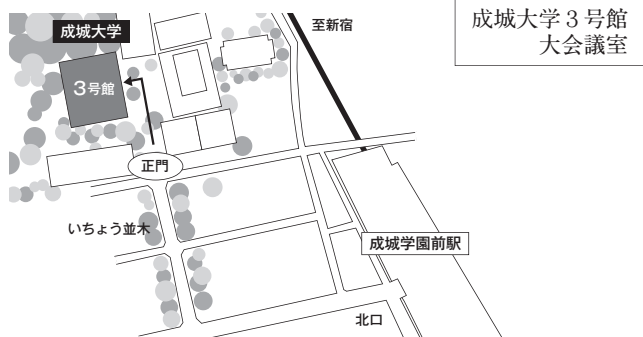 成城大学3号館
大会議室
至新宿
成城大学
3号館
正門
いちょう並木
成城学園前駅
北口